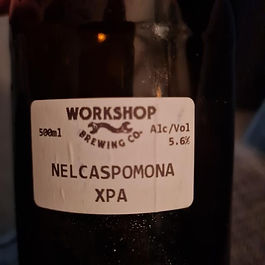 WORKSHOP
BREWING CO.
500ml
Alc/Vol
5.6%
NELCASPOMONA
XPA